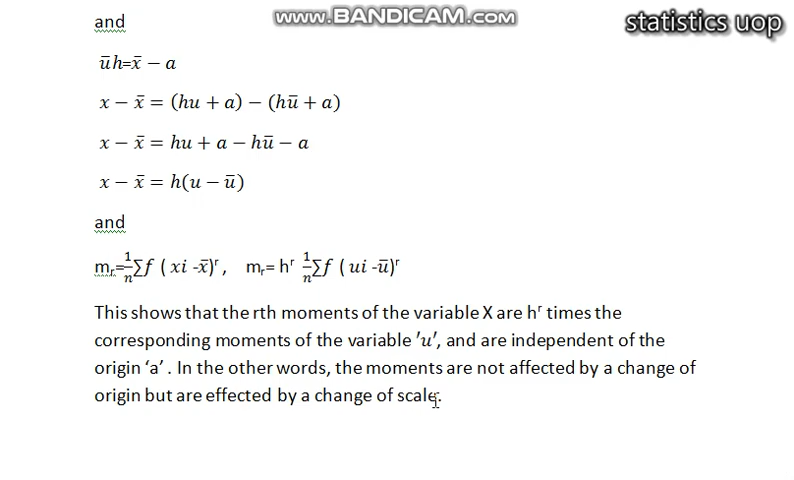 www.BANDICAM.com
statistics uop
and
ūh=x̄ − a
x − x̄ = (hu + a) − (hū + a)
x − x̄ = hu + a − hū − a
x − x̄ = h(u − ū)
and
mᵣ=1/n∑f ( xi -x̄)ʳ , mᵣ= hʳ 1/n∑f ( ui -ū)ʳ
This shows that the rth moments of the variable X are hʳ times the
corresponding moments of the variable ′u′, and are independent of the
origin ‘a’ . In the other words, the moments are not affected by a change of
origin but are effected by a change of scale.